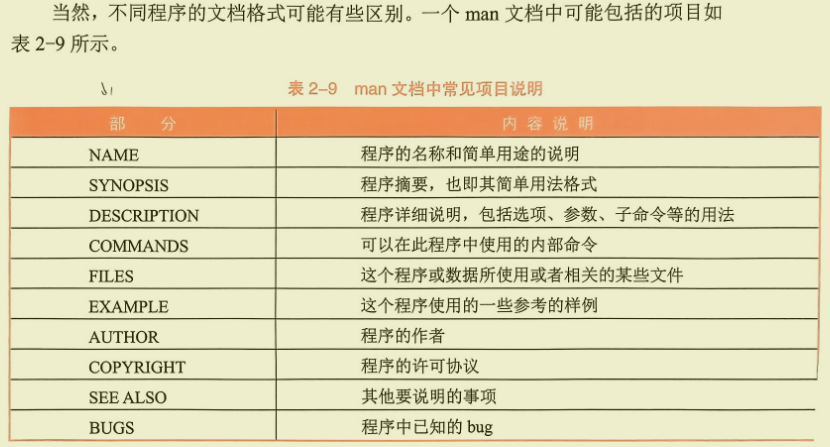 当然，不同程序的文档格式可能有些区别。一个 man 文档中可能包括的项目如
表 2-9 所示。
表 2-9 man 文档中常见项目说明
部 分 内 容 说 明
NAME 程序的名称和简单用途的说明
SYNOPSIS 程序摘要，也即其简单用法格式
DESCRIPTION 程序详细说明，包括选项、参数、子命令等的用法
COMMANDS 可以在此程序中使用的内部命令
FILES 这个程序或数据所使用或者相关的某些文件
EXAMPLE 这个程序使用的一些参考的样例
AUTHOR 程序的作者
COPYRIGHT 程序的许可协议
SEE ALSO 其他要说明的事项
BUGS 程序中已知的 bug